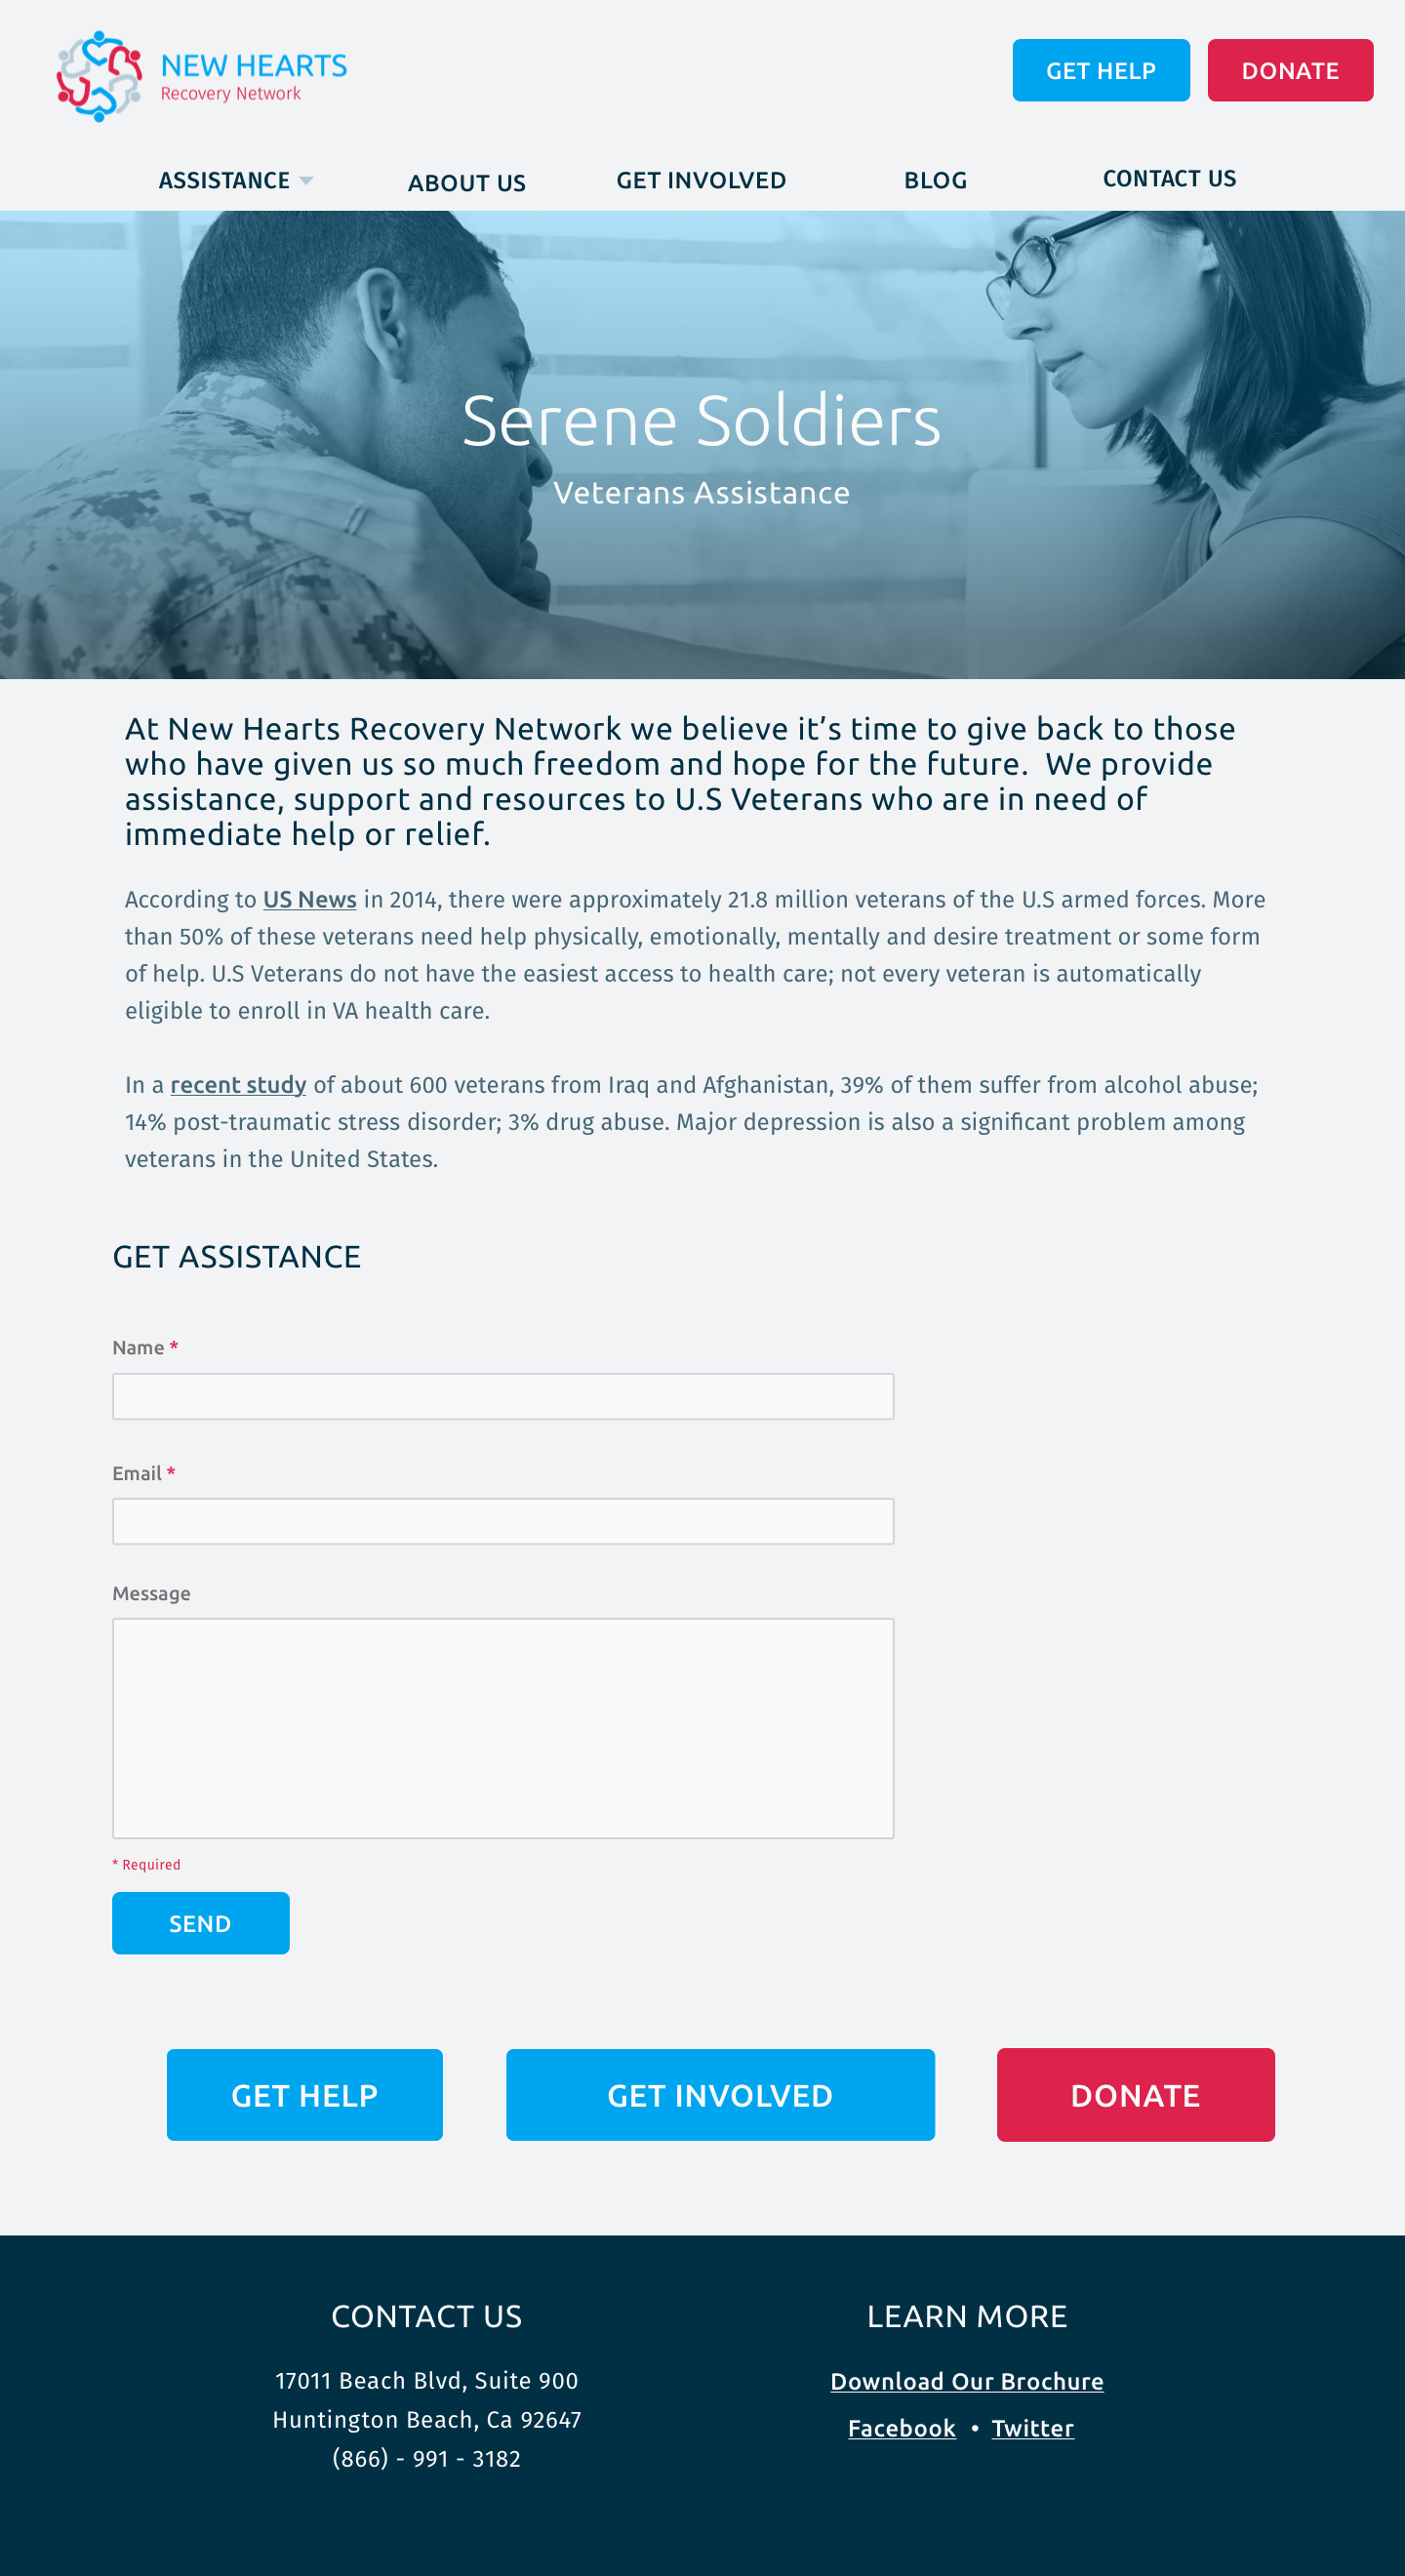 NEW HEARTS
Recovery Network
GET HELP
DONATE
ASSISTANCE
ABOUT US
GET INVOLVED
BLOG
CONTACT US
Serene Soldiers
Veterans Assistance
At New Hearts Recovery Network we believe it’s time to give back to those
who have given us so much freedom and hope for the future.  We provide
assistance, support and resources to U.S Veterans who are in need of
immediate help or relief.
According to US News in 2014, there were approximately 21.8 million veterans of the U.S armed forces. More
than 50% of these veterans need help physically, emotionally, mentally and desire treatment or some form
of help. U.S Veterans do not have the easiest access to health care; not every veteran is automatically
eligible to enroll in VA health care.
In a recent study of about 600 veterans from Iraq and Afghanistan, 39% of them suffer from alcohol abuse;
14% post-traumatic stress disorder; 3% drug abuse. Major depression is also a significant problem among
veterans in the United States.
GET ASSISTANCE
Name *
Email *
Message
* Required
SEND
GET HELP
GET INVOLVED
DONATE
CONTACT US
17011 Beach Blvd, Suite 900
Huntington Beach, Ca 92647
(866) - 991 - 3182
LEARN MORE
Download Our Brochure
Facebook • Twitter